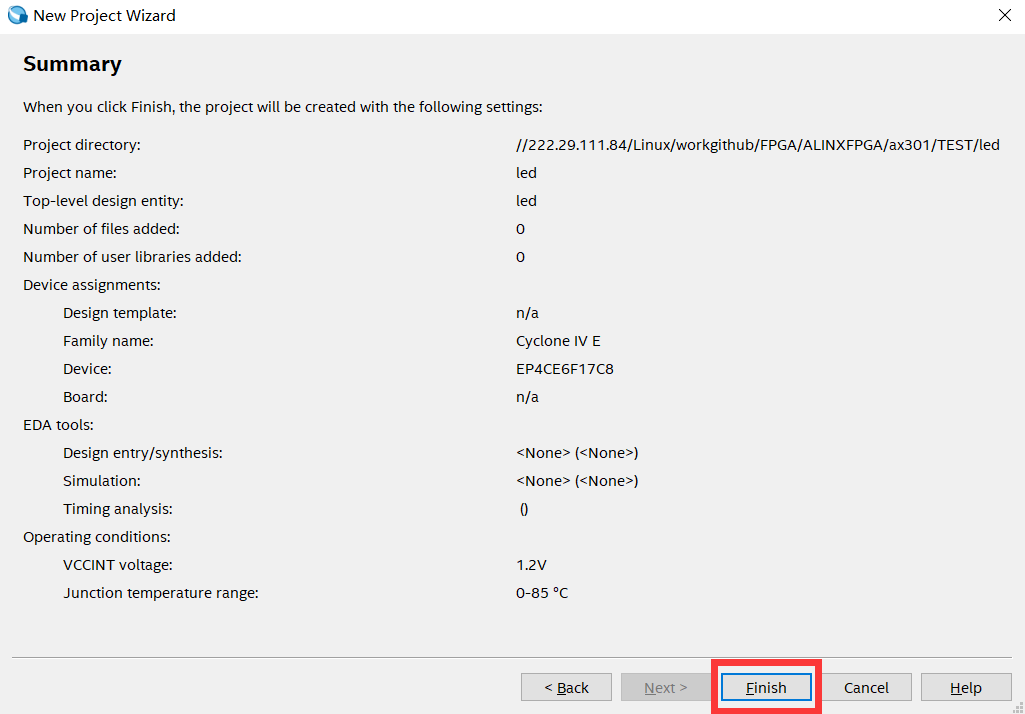 New Project Wizard
Summary
When you click Finish, the project will be created with the following settings:
Project directory: //222.29.111.84/Linux/workgithub/FPGA/ALINXFPGA/ax301/TEST/led
Project name: led
Top-level design entity: led
Number of files added: 0
Number of user libraries added: 0
Device assignments:
Design template: n/a
Family name: Cyclone IV E
Device: EP4CE6F17C8
Board: n/a
EDA tools:
Design entry/synthesis: <None> (<None>)
Simulation: <None> (<None>)
Timing analysis: ()
Operating conditions:
VCCINT voltage: 1.2V
Junction temperature range: 0-85 °C
< Back Next > Finish Cancel Help